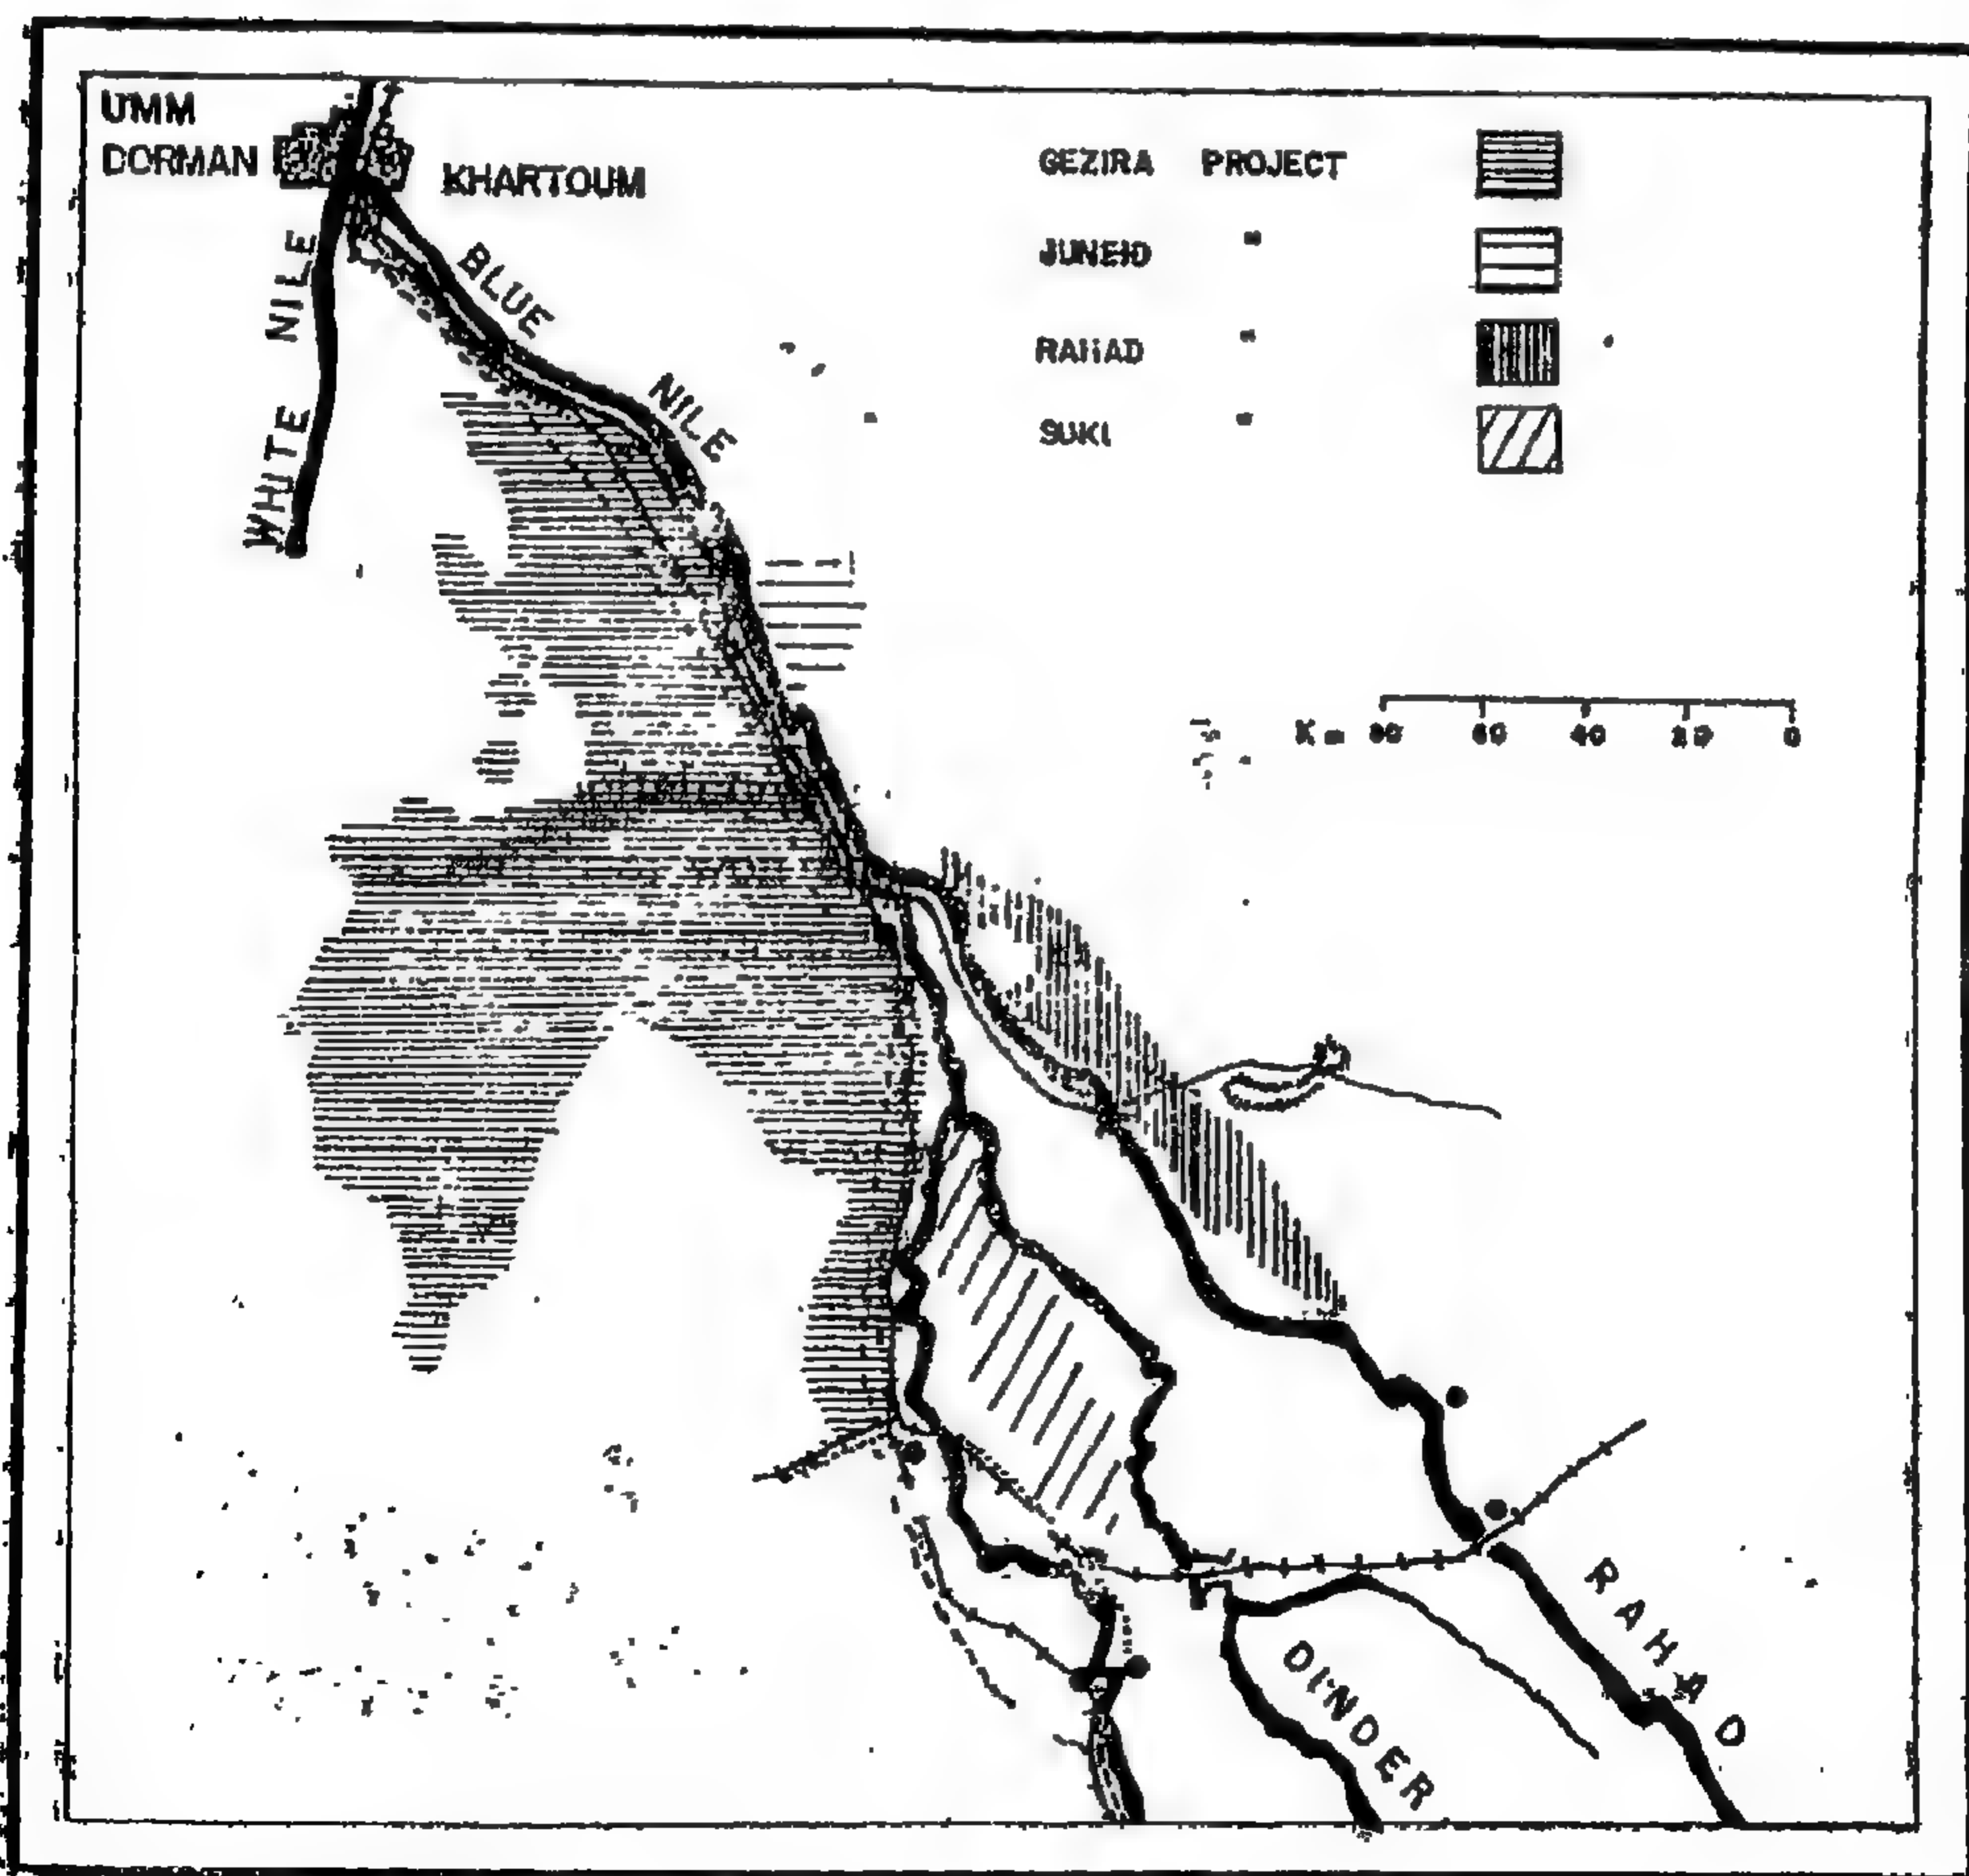 UMM
DORMAN
KHARTOUM
WHITE NILE
BLUE NILE
GEZIRA PROJECT
JUNEID "
RAHAD "
SUKI "
Km 80 60 40 20 0
RAHAD
DINDER